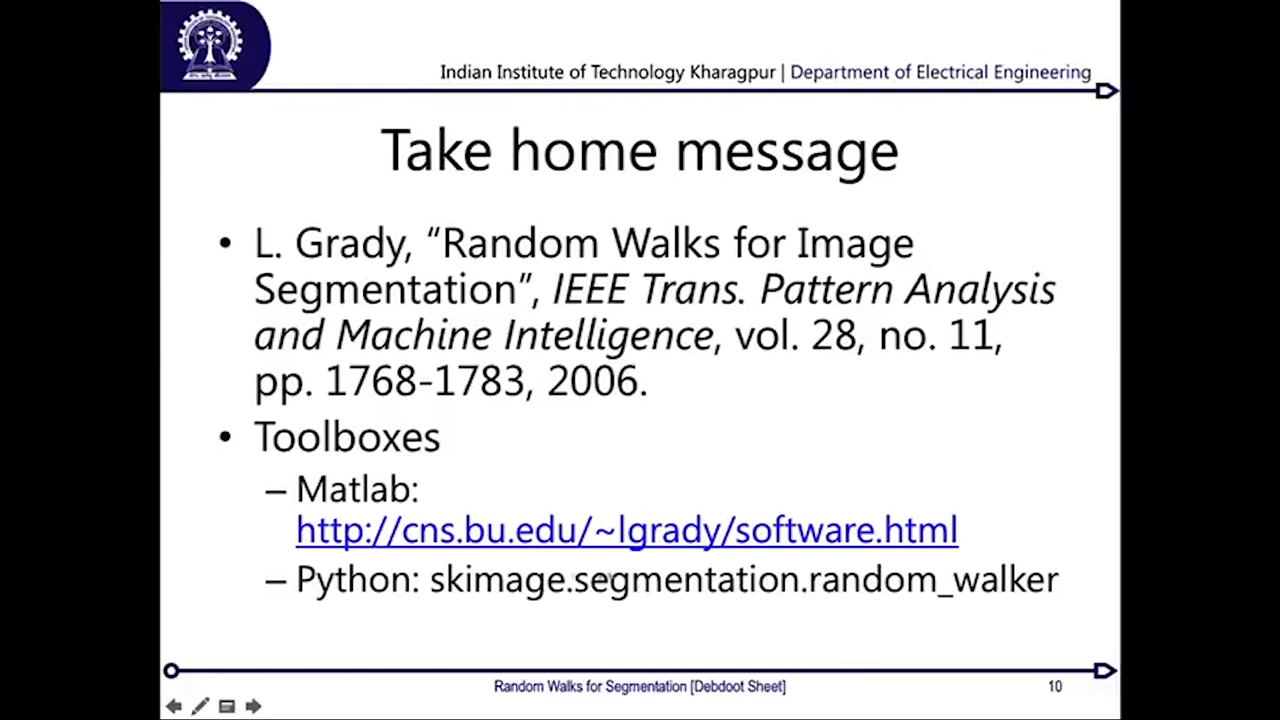 Indian Institute of Technology Kharagpur | Department of Electrical Engineering
Take home message
• L. Grady, “Random Walks for Image
Segmentation”, IEEE Trans. Pattern Analysis
and Machine Intelligence, vol. 28, no. 11,
pp. 1768-1783, 2006.
• Toolboxes
– Matlab:
http://cns.bu.edu/~lgrady/software.html
– Python: skimage.segmentation.random_walker
Random Walks for Segmentation [Debdoot Sheet]
10